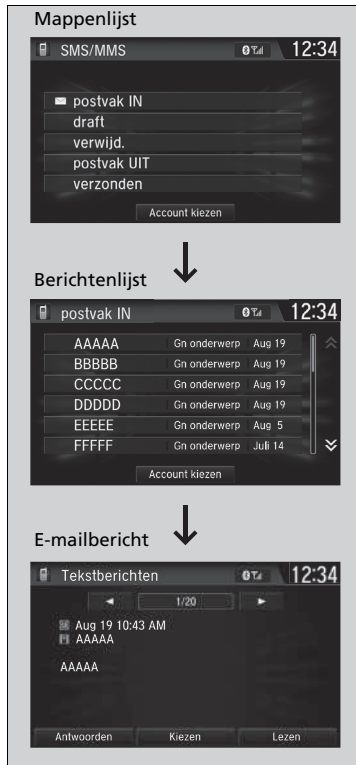 Mappenlijst
SMS/MMS 12:34
postvak IN
draft
verwijd.
postvak UIT
verzonden
Account kiezen
Berichtenlijst
postvak IN 12:34
AAAAA Gn onderwerp Aug 19
BBBBB Gn onderwerp Aug 19
CCCCC Gn onderwerp Aug 19
DDDDD Gn onderwerp Aug 19
EEEEE Gn onderwerp Aug 5
FFFFF Gn onderwerp Juli 14
Account kiezen
E-mailbericht
Tekstberichten 12:34
1/20
Aug 19 10:43 AM
AAAAA
AAAAA
Antwoorden Kiezen Lezen